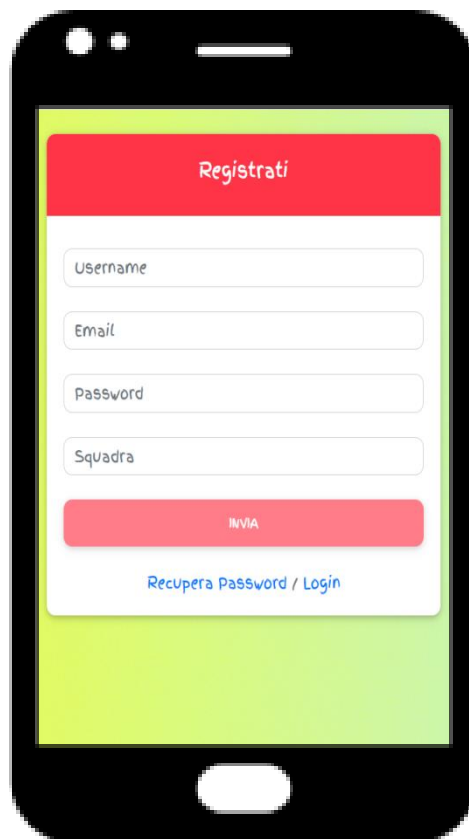 Registrati
Username
Email
Password
Squadra
INVIA
Recupera Password / Login